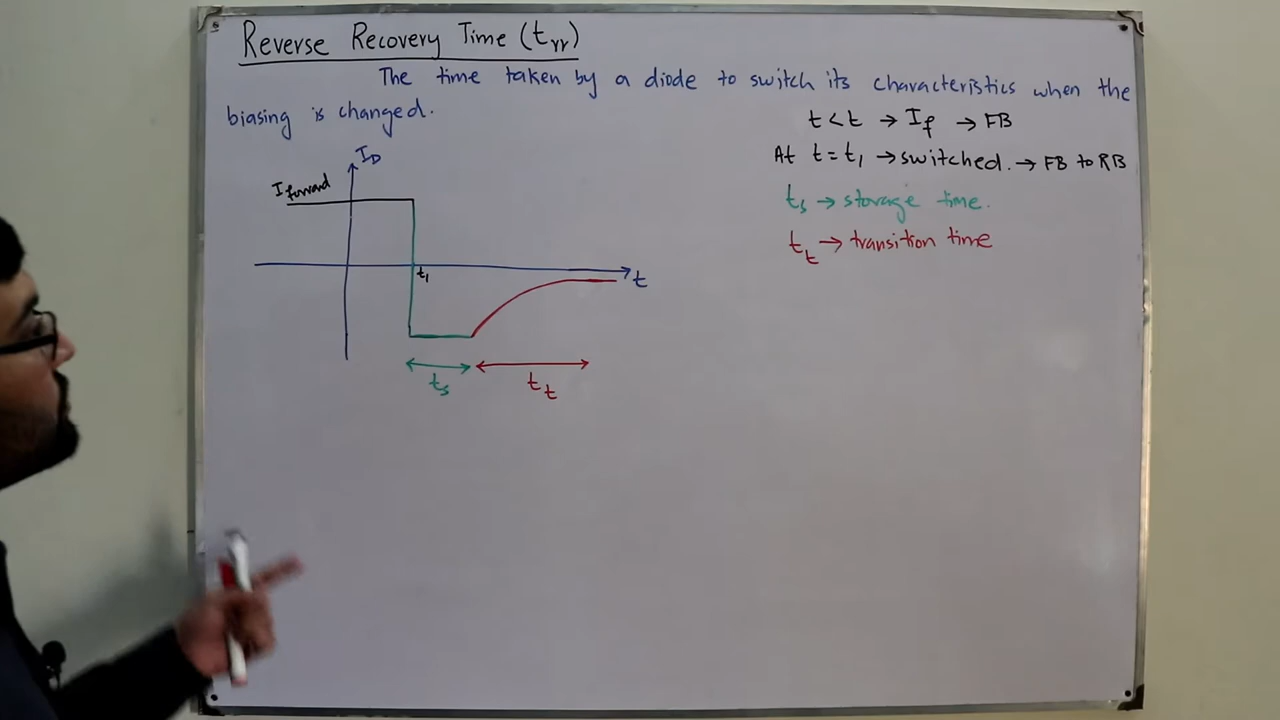 Reverse Recovery Time (trr)
The time taken by a diode to switch its characteristics when the
biasing is changed.
t < t → If → FB
At t = t1 → switched. → FB to RB
ts → storage time.
tt → transition time
ID
Iforward
t1
t
ts
tt